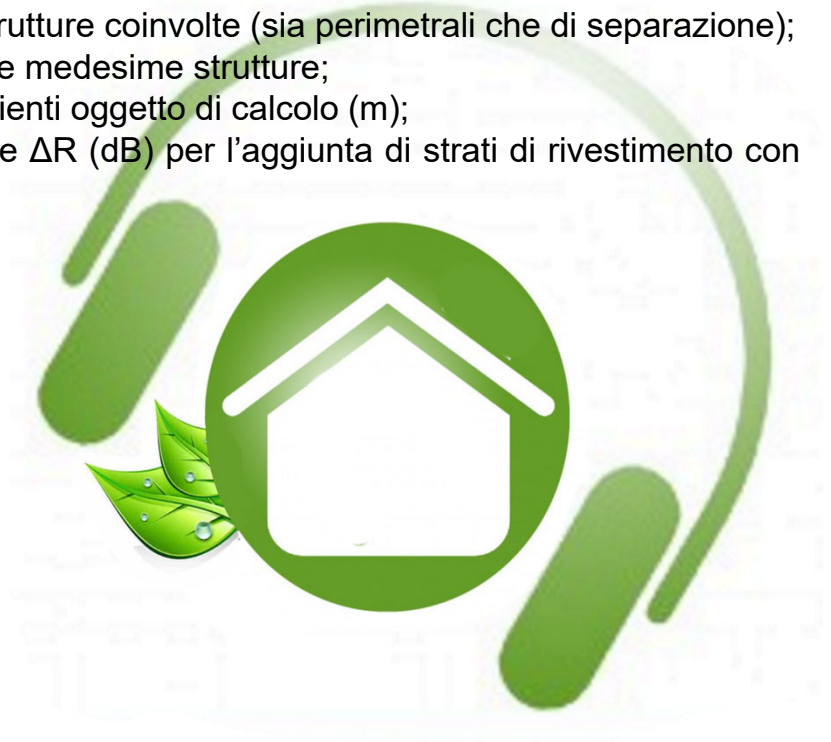 rutture coinvolte (sia perimetrali che di separazione);
e medesime strutture;
ienti oggetto di calcolo (m);
e ΔR (dB) per l'aggiunta di strati di rivestimento con